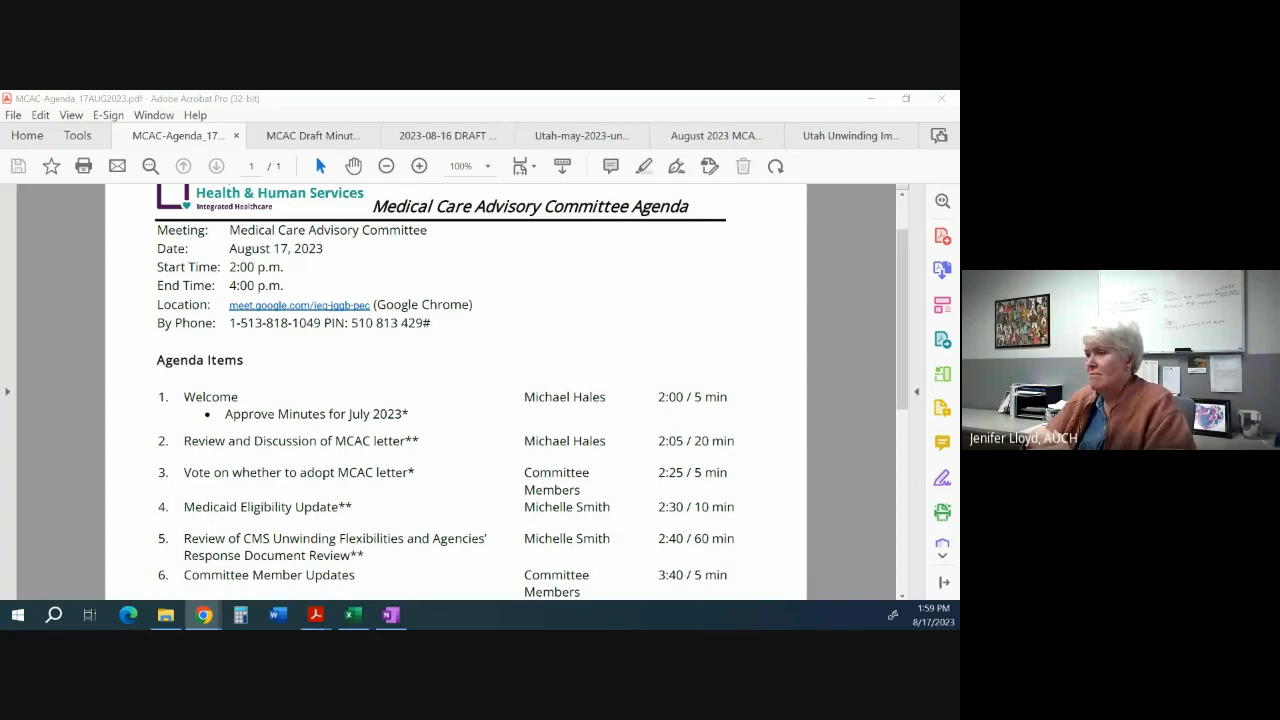 MCAC-Agenda_17AUG2023.pdf - Adobe Acrobat Pro (32-bit)
File Edit View E-Sign Window Help
Home Tools MCAC-Agenda_17... × MCAC Draft Minut... 2023-08-16 DRAFT ... Utah-may-2023-un... August 2023 MCA... Utah Unwinding Im...
1 / 1 100%
Health & Human Services
Integrated Healthcare
Medical Care Advisory Committee Agenda
Meeting: Medical Care Advisory Committee
Date: August 17, 2023
Start Time: 2:00 p.m.
End Time: 4:00 p.m.
Location: meet.google.com/ieq-jggb-pec (Google Chrome)
By Phone: 1-513-818-1049 PIN: 510 813 429#
Agenda Items
1. Welcome Michael Hales 2:00 / 5 min
• Approve Minutes for July 2023*
2. Review and Discussion of MCAC letter** Michael Hales 2:05 / 20 min
3. Vote on whether to adopt MCAC letter* Committee 2:25 / 5 min
Members
4. Medicaid Eligibility Update** Michelle Smith 2:30 / 10 min
5. Review of CMS Unwinding Flexibilities and Agencies' Michelle Smith 2:40 / 60 min
Response Document Review**
6. Committee Member Updates Committee 3:40 / 5 min
Members
Jenifer Lloyd, AUCH
1:59 PM
8/17/2023